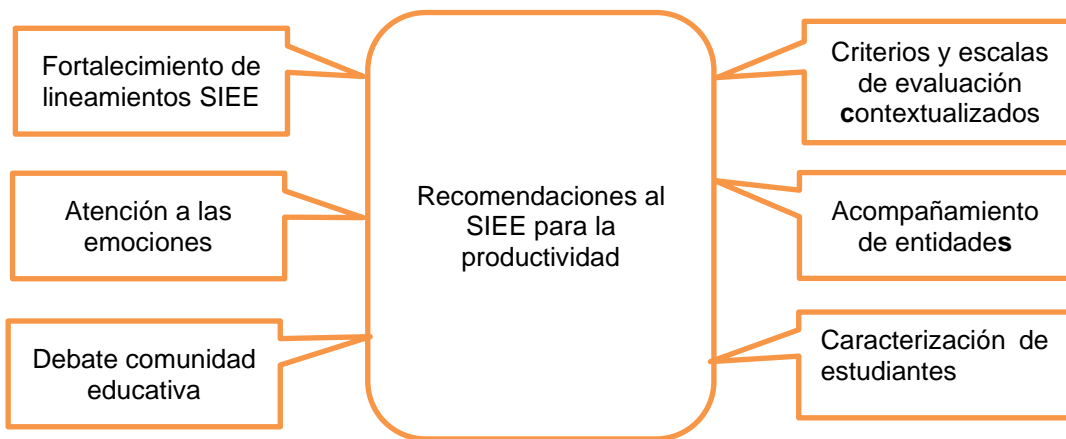 Fortalecimiento de
lineamientos SIEE
Atención a las
emociones
Debate comunidad
educativa
Recomendaciones al
SIEE para la
productividad
Criterios y escalas
de evaluación
contextualizados
Acompañamiento
de entidades
Caracterización de
estudiantes